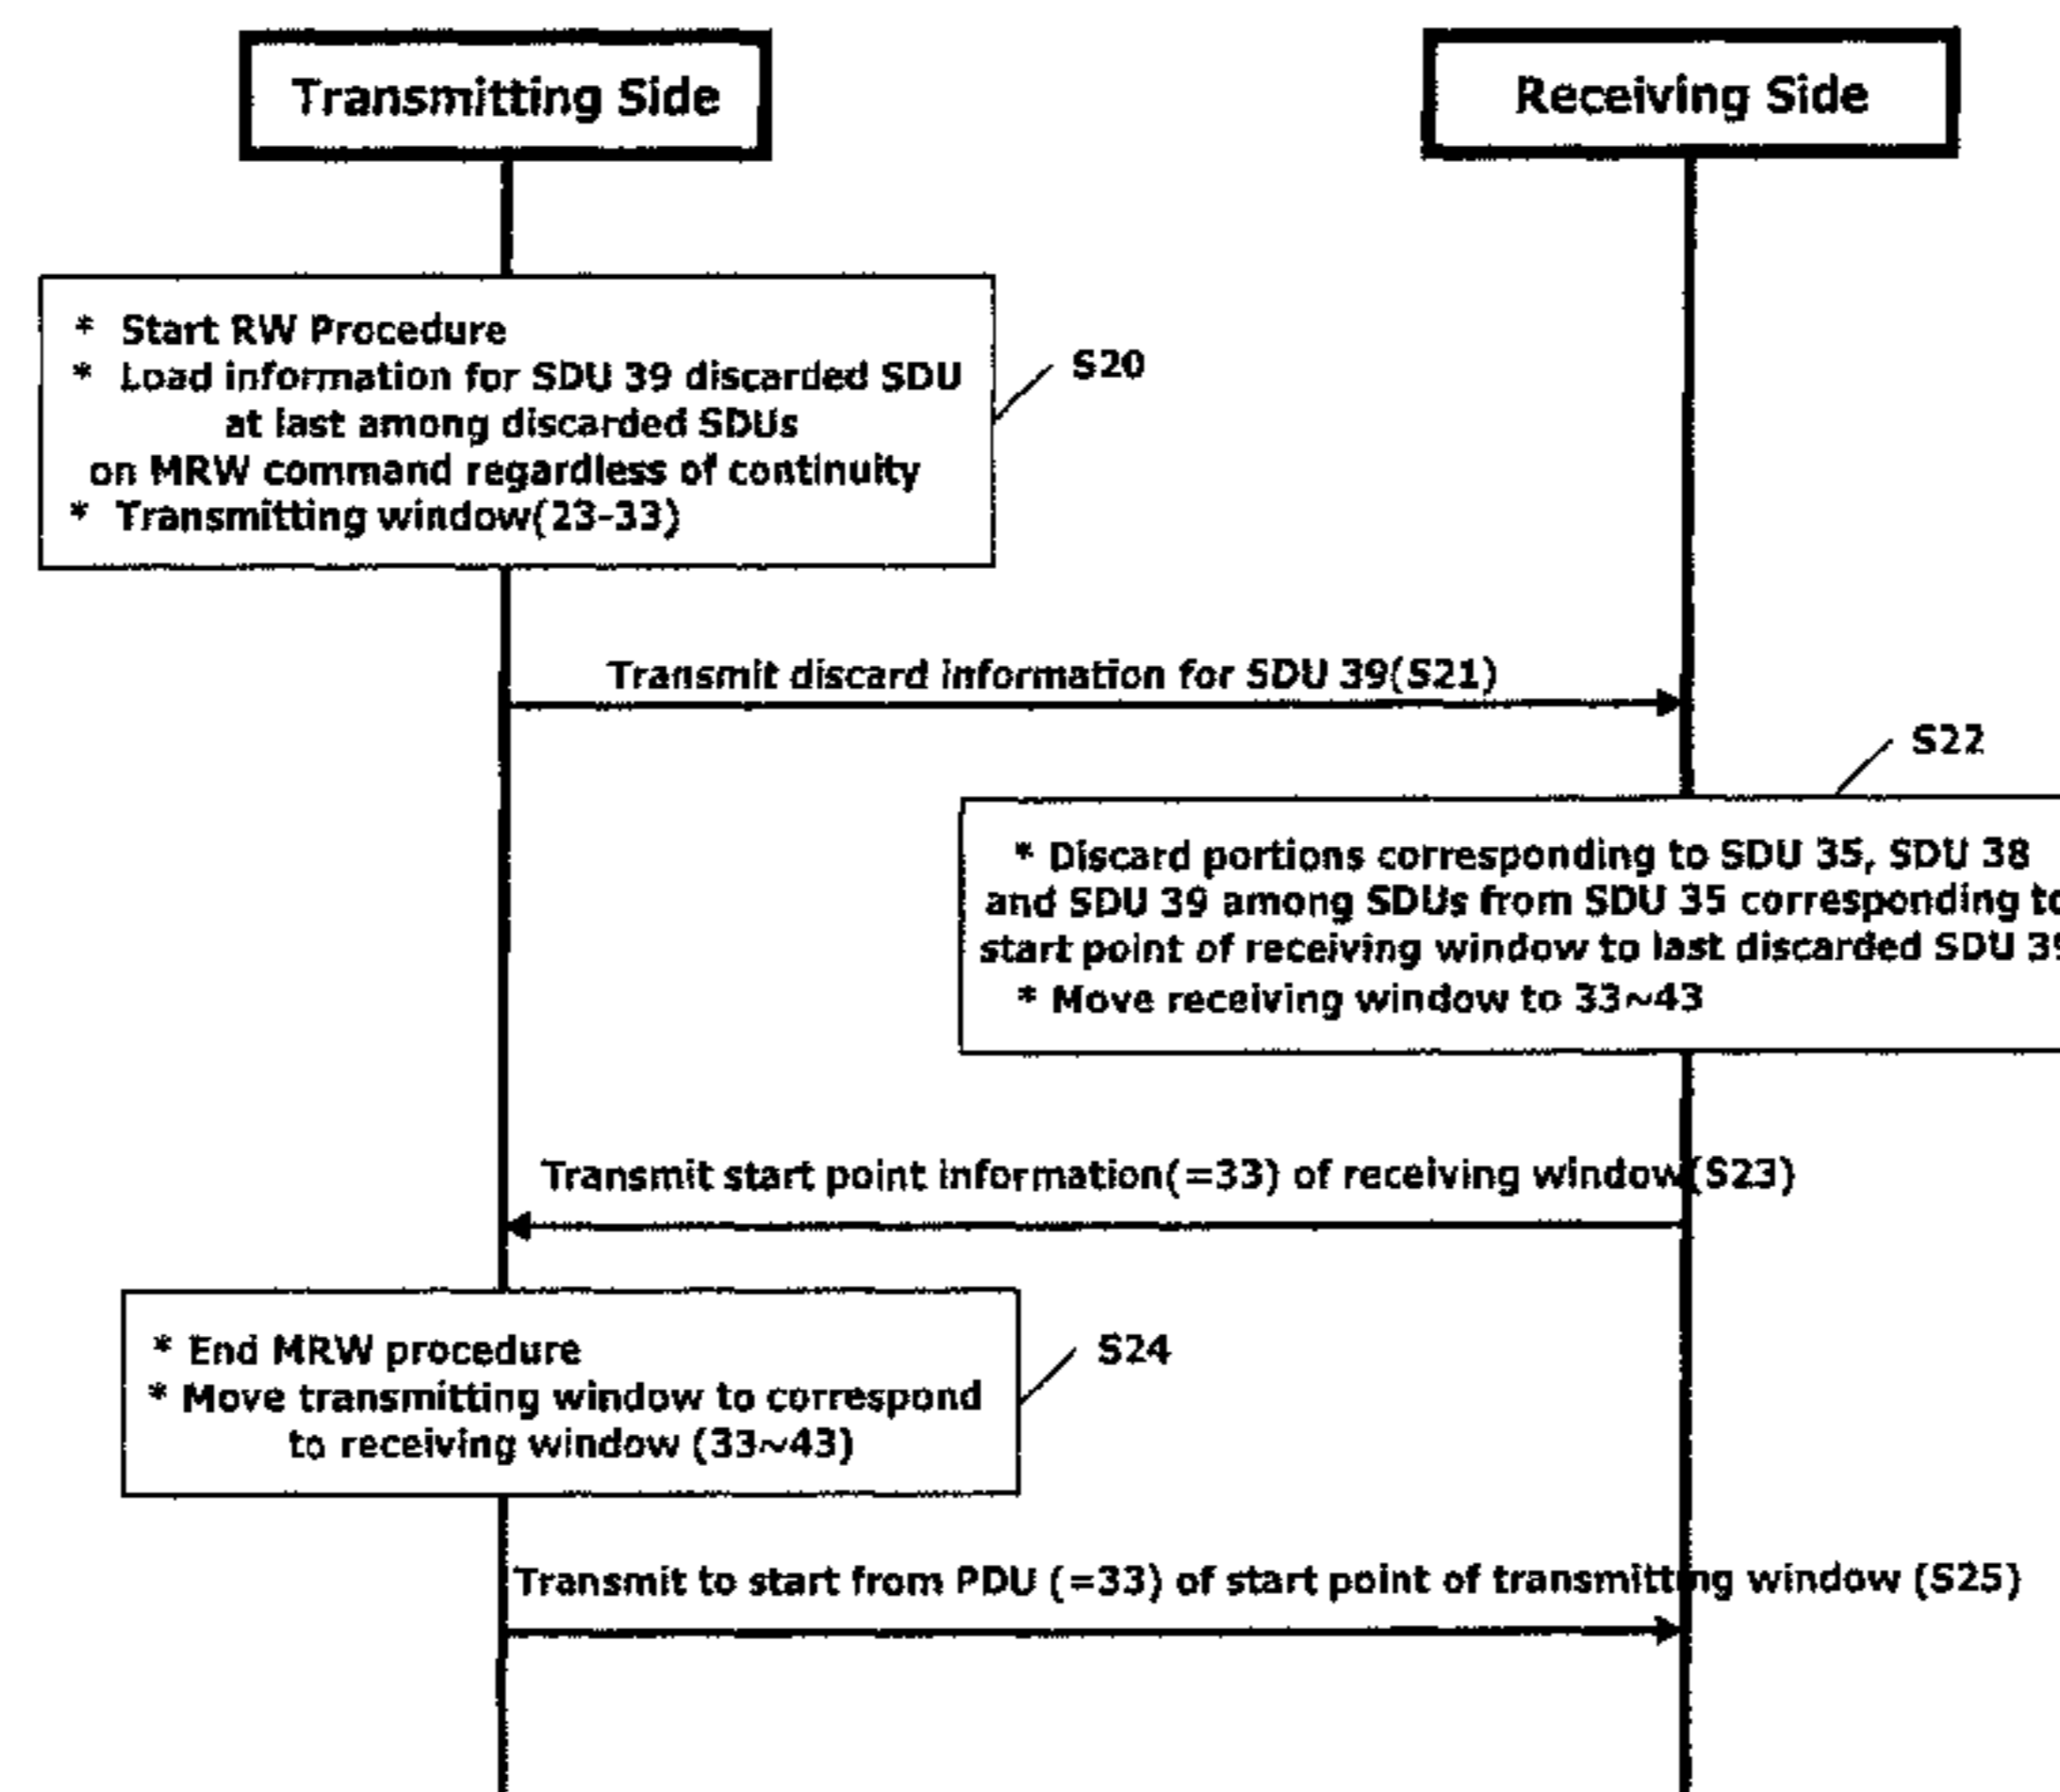 Transmitting Side
Receiving Side
* Start RW Procedure
* Load information for SDU 39 discarded SDU
at last among discarded SDUs
on MRW command regardless of continuity
* Transmitting window(23-33)
S20
Transmit discard information for SDU 39(S21)
S22
* Discard portions corresponding to SDU 35, SDU 38
and SDU 39 among SDUs from SDU 35 corresponding to
start point of receiving window to last discarded SDU 39
* Move receiving window to 33~43
Transmit start point information(=33) of receiving window(S23)
* End MRW procedure
* Move transmitting window to correspond
to receiving window (33~43)
S24
Transmit to start from PDU (=33) of start point of transmitting window (S25)